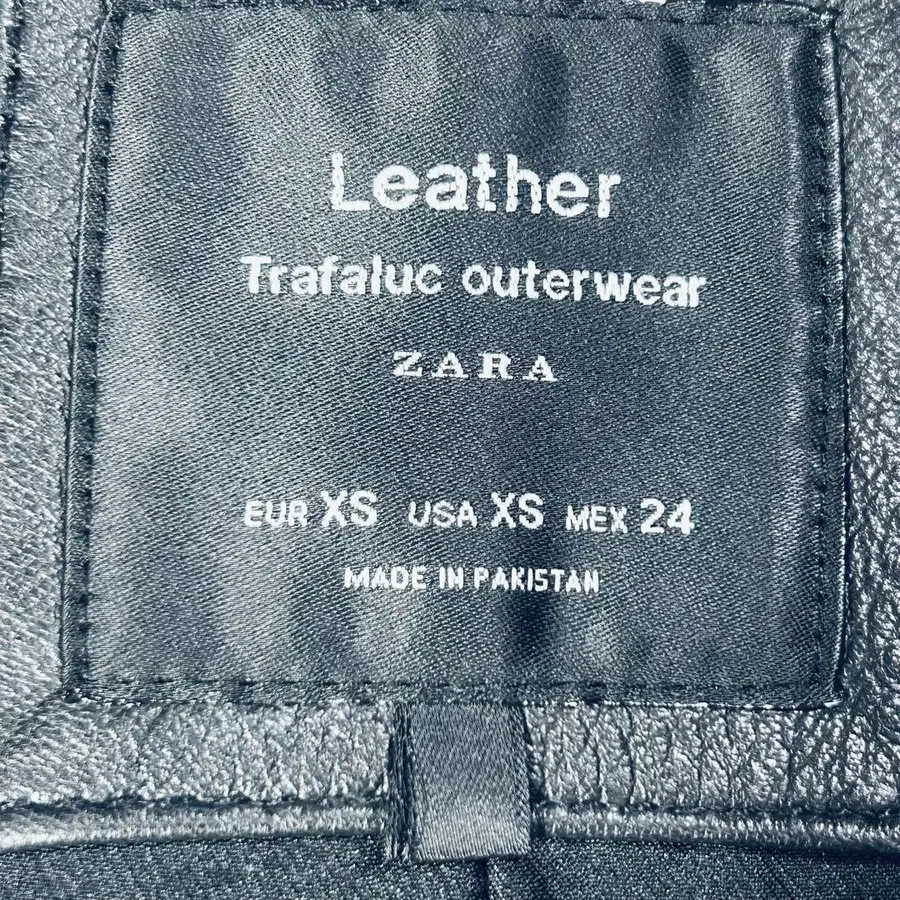 Leather
Trafaluc outerwear
ZARA
EUR XS USA XS MEX 24
MADE IN PAKISTAN